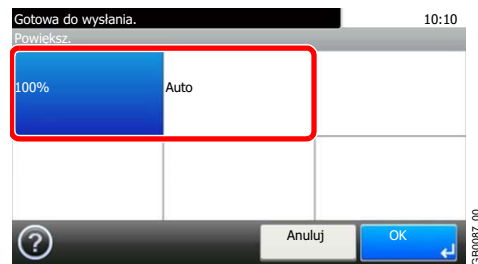 Gotowa do wysłania. 10:10
Powiększ.
100% Auto
? Anuluj OK
GB0087_00